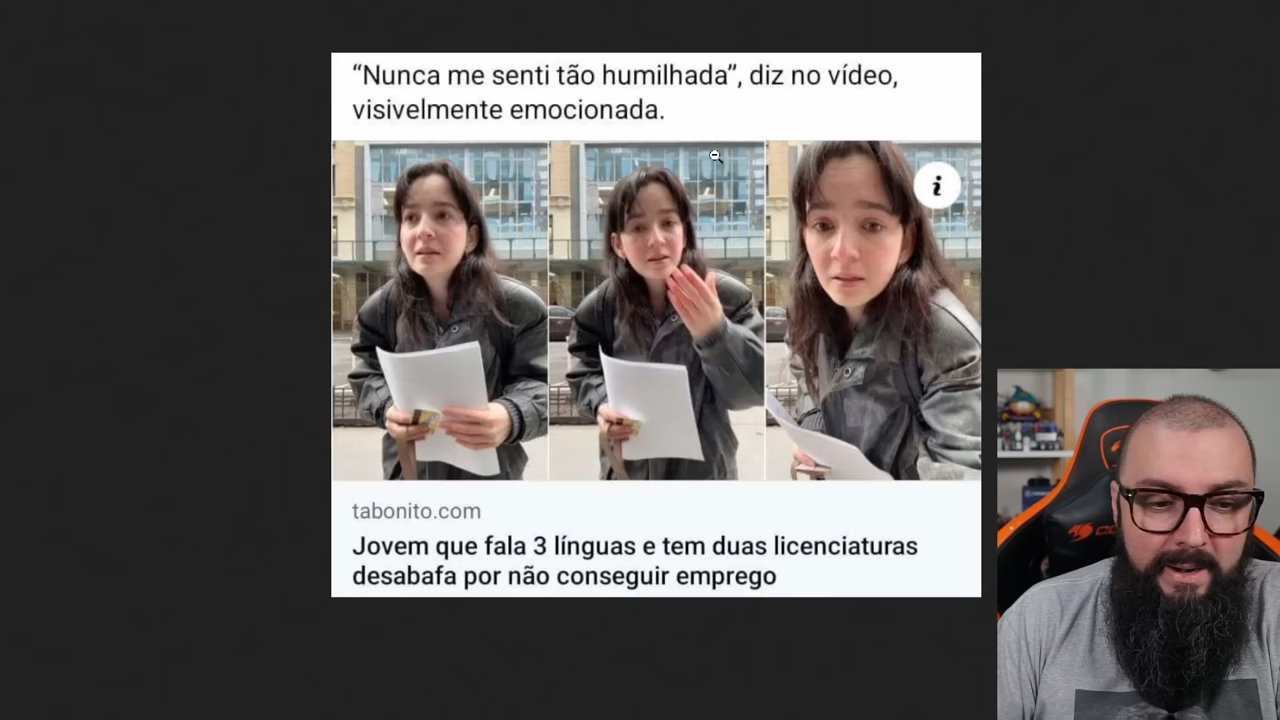 “Nunca me senti tão humilhada”, diz no vídeo,
visivelmente emocionada.
i
tabonito.com
Jovem que fala 3 línguas e tem duas licenciaturas
desabafa por não conseguir emprego